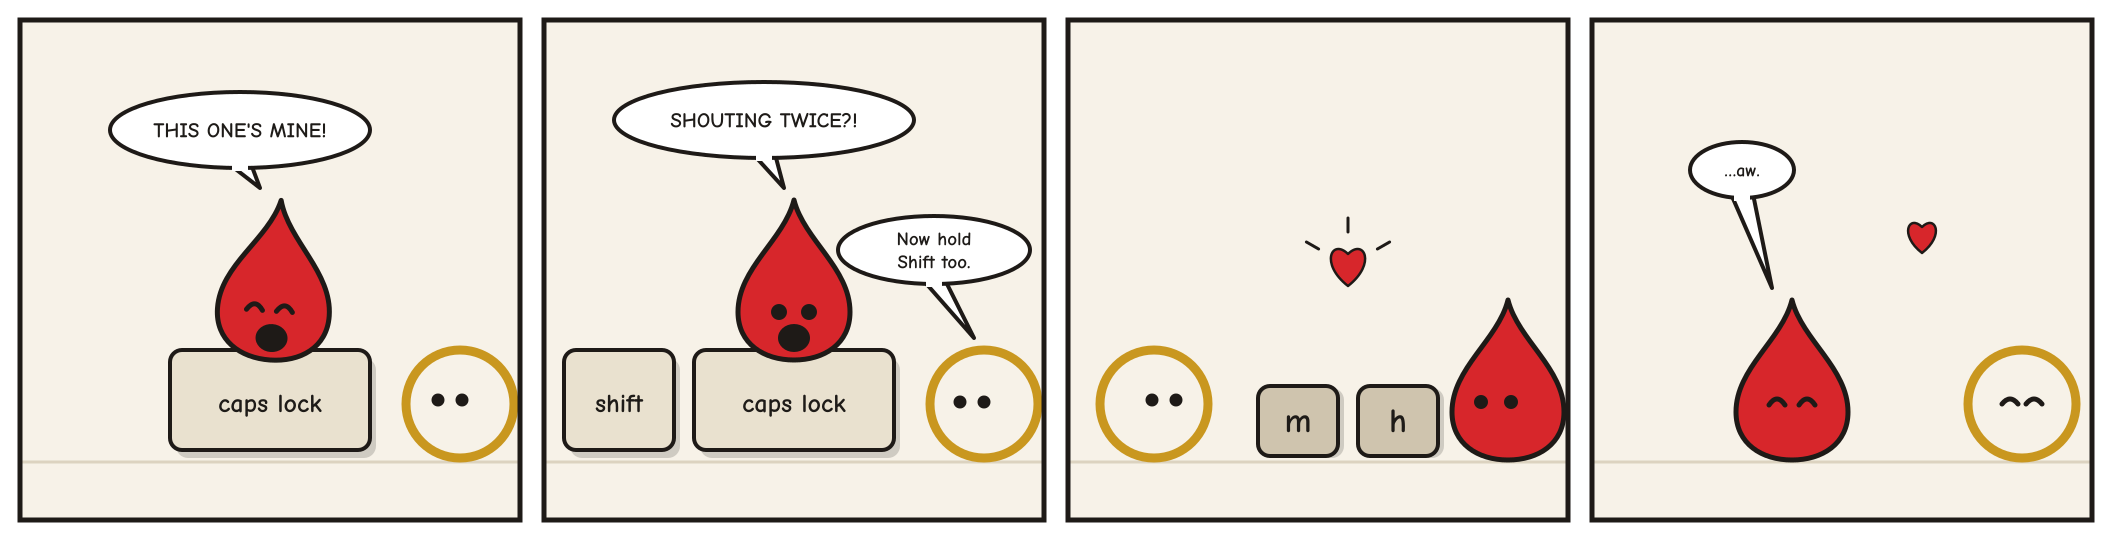 THIS ONE'S MINE!
caps lock
SHOUTING TWICE?!
Now hold
Shift too.
shift
caps lock
m
h
...aw.